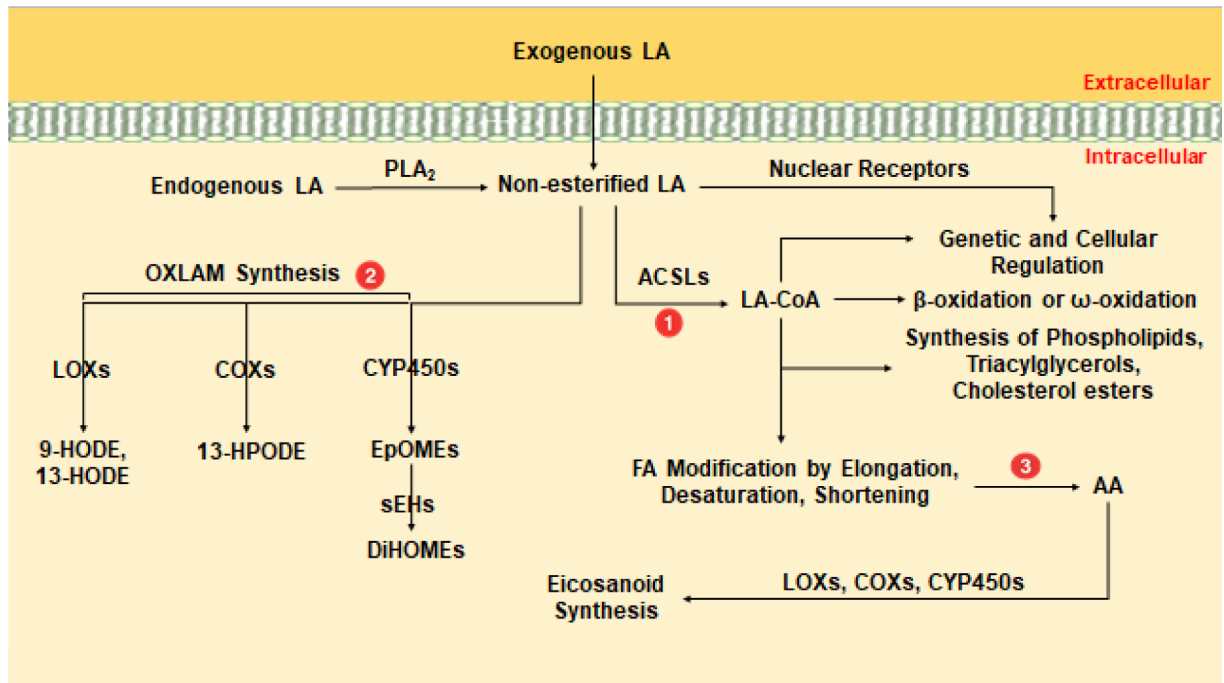 Exogenous LA
Extracellular
Intracellular
Endogenous LA
PLA₂
Non-esterified LA
Nuclear Receptors
Genetic and Cellular
Regulation
OXLAM Synthesis
2
ACSLs
1
LA-CoA
β-oxidation or ω-oxidation
Synthesis of Phospholipids,
Triacylglycerols,
Cholesterol esters
LOXs
COXs
CYP450s
9-HODE,
13-HODE
13-HPODE
EpOMEs
sEHs
DiHOMEs
FA Modification by Elongation,
Desaturation, Shortening
3
AA
LOXs, COXs, CYP450s
Eicosanoid
Synthesis